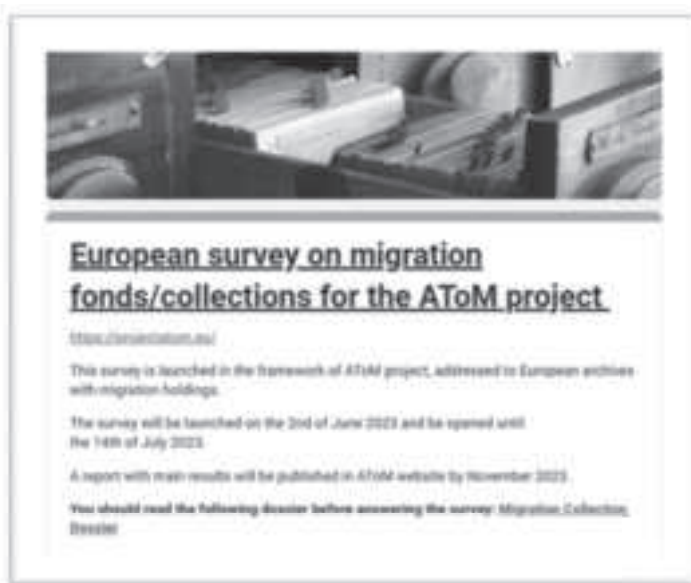 European survey on migration
fonds/collections for the AToM project
https://projectatom.eu/
This survey is launched in the framework of AToM project, addressed to European archives
with migration holdings.
The survey will be launched on the 2nd of June 2023 and be opened until
the 14th of July 2023.
A report with main results will be published in AToM website by November 2023.
You should read the following dossier before answering the survey: Migration Collection
Dossier